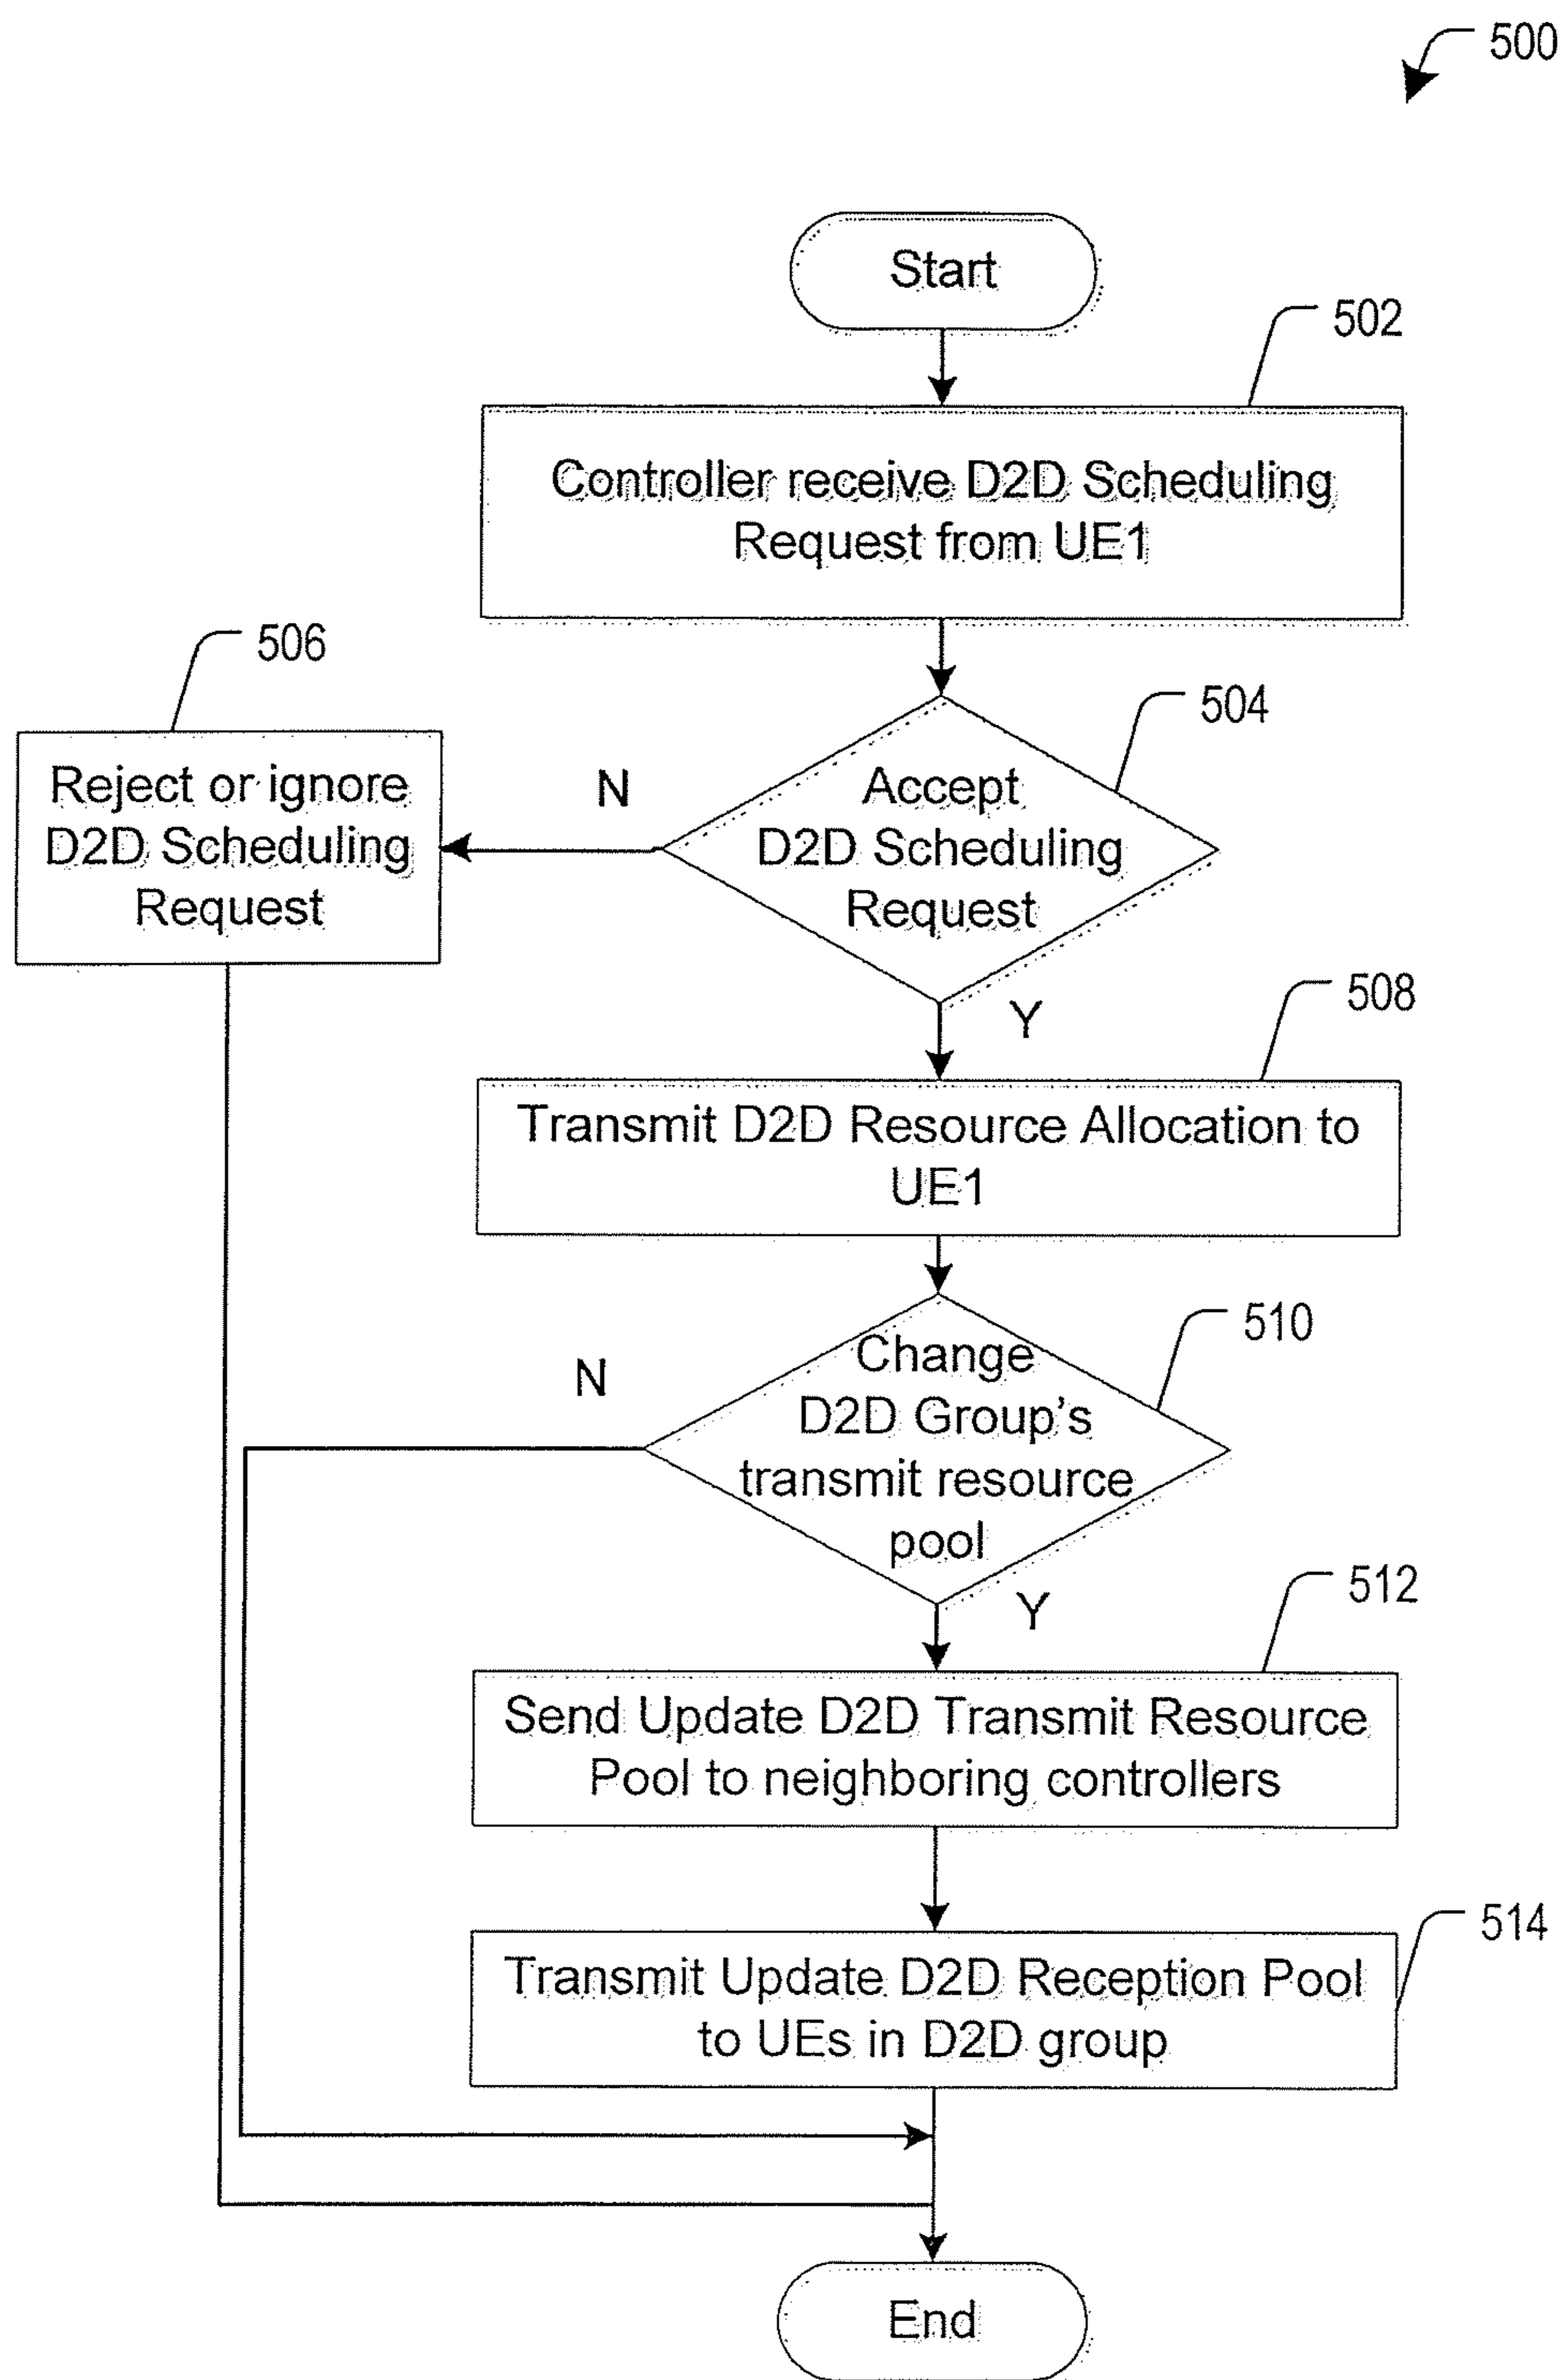 500
Start
502
Controller receive D2D Scheduling
Request from UE1
506
504
Reject or ignore
D2D Scheduling
Request
N
Accept
D2D Scheduling
Request
Y
508
Transmit D2D Resource Allocation to
UE1
510
N
Change
D2D Group's
transmit resource
pool
Y
512
Send Update D2D Transmit Resource
Pool to neighboring controllers
514
Transmit Update D2D Reception Pool
to UEs in D2D group
End